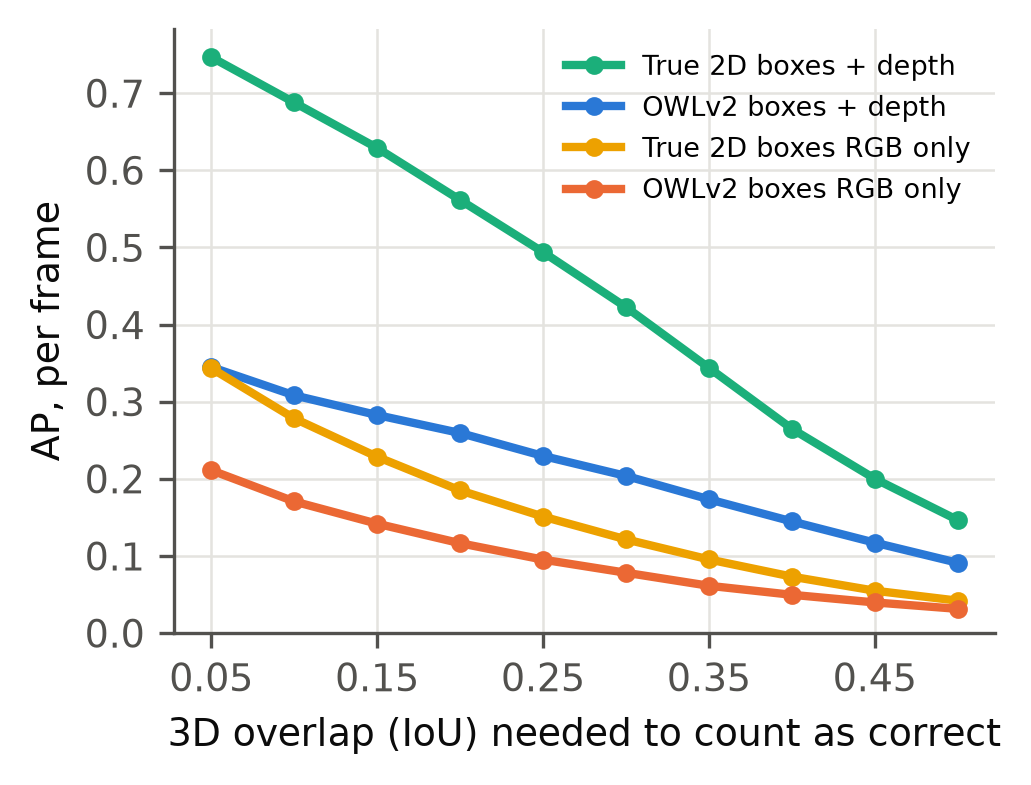 True 2D boxes + depth
OWLv2 boxes + depth
True 2D boxes RGB only
OWLv2 boxes RGB only
AP, per frame
0.7
0.6
0.5
0.4
0.3
0.2
0.1
0.0
0.05 0.15 0.25 0.35 0.45
3D overlap (IoU) needed to count as correct